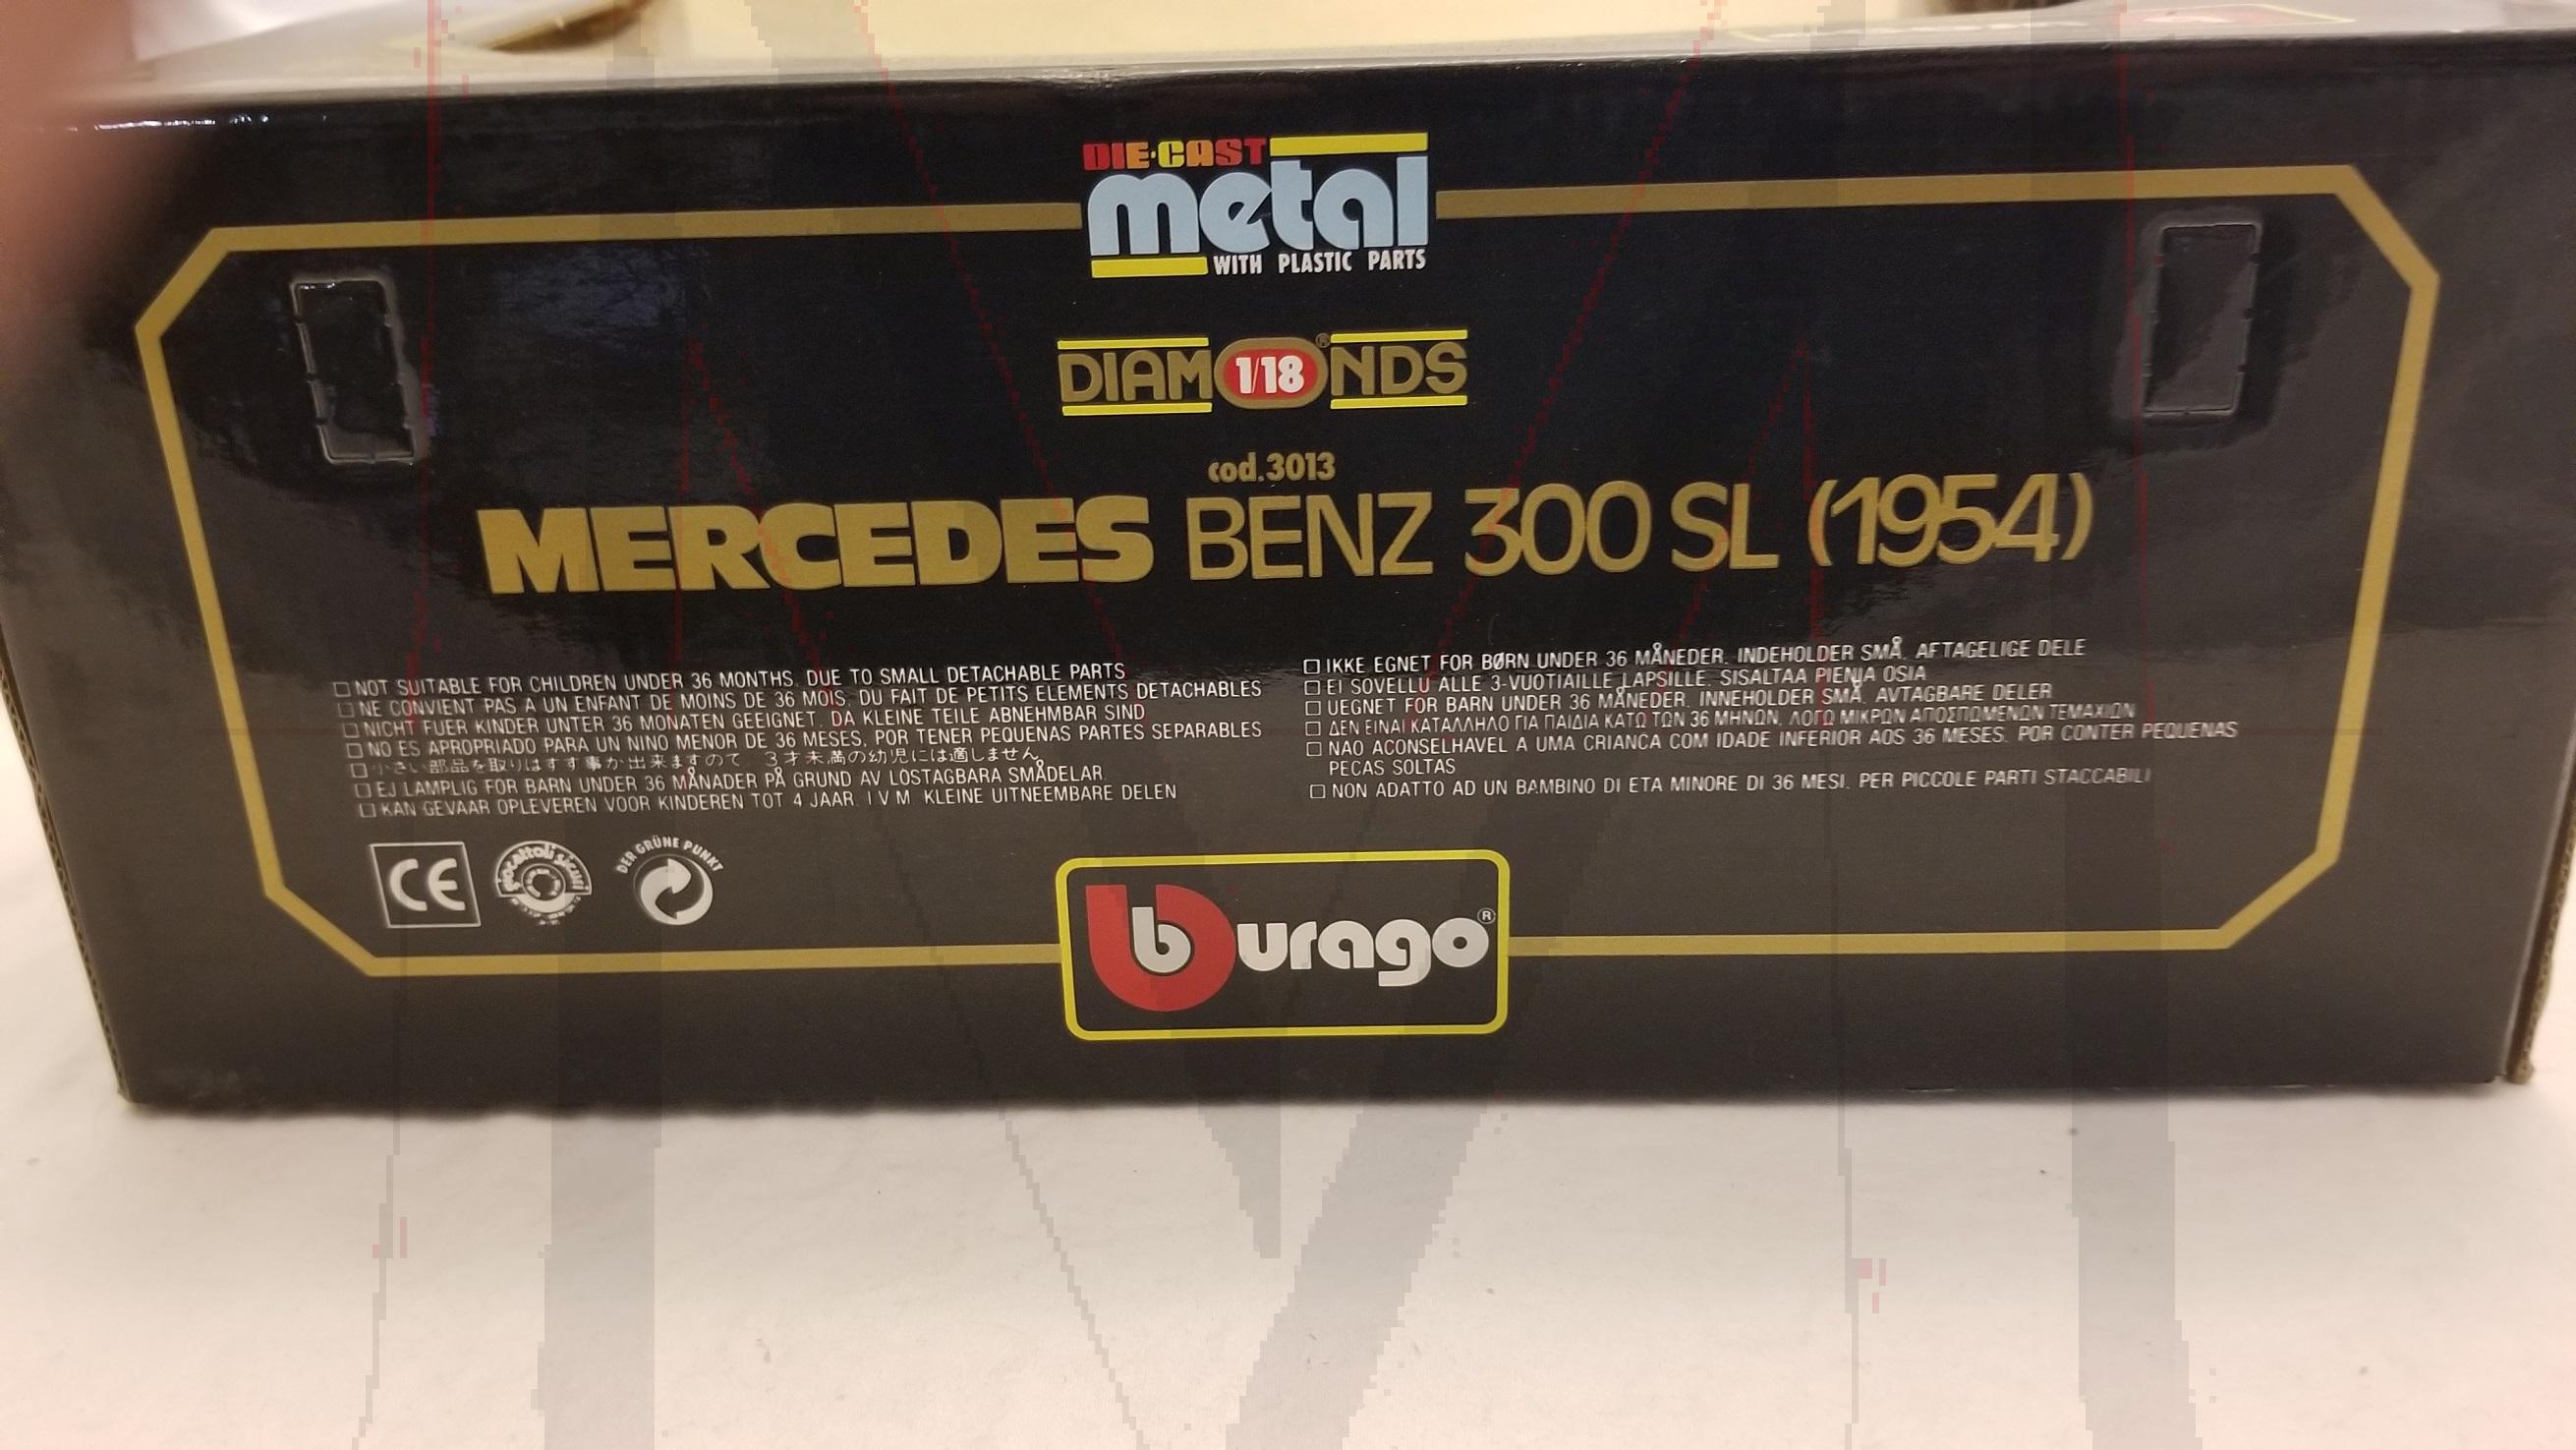 DIE·CAST
metal
WITH PLASTIC PARTS
DIAM 1/18 NDS®
cod.3013
MERCEDES BENZ 300 SL (1954)
□ NOT SUITABLE FOR CHILDREN UNDER 36 MONTHS. DUE TO SMALL DETACHABLE PARTS
□ NE CONVIENT PAS A UN ENFANT DE MOINS DE 36 MOIS. DU FAIT DE PETITS ELEMENTS DETACHABLES
□ NICHT FUER KINDER UNTER 36 MONATEN GEEIGNET. DA KLEINE TEILE ABNEHMBAR SIND
□ NO ES APROPRIADO PARA UN NINO MENOR DE 36 MESES, POR TENER PEQUENAS PARTES SEPARABLES
□ 小さい部品を取りはすす事か出来ますのて 3才未満の幼児には適しません。
□ EJ LAMPLIG FOR BARN UNDER 36 MÅNADER PÅ GRUND AV LOSTAGBARA SMÅDELAR
□ KAN GEVAAR OPLEVEREN VOOR KINDEREN TOT 4 JAAR I V M KLEINE UITNEEMBARE DELEN
□ IKKE EGNET FOR BØRN UNDER 36 MÅNEDER. INDEHOLDER SMÅ. AFTAGELIGE DELE
□ EI SOVELLU ALLE 3-VUOTIAILLE LAPSILLE. SISALTAA PIENIA OSIA
□ UEGNET FOR BARN UNDER 36 MÅNEDER. INNEHOLDER SMÅ. AVTAGBARE DELER
□ ΔΕΝ ΕΙΝΑΙ ΚΑΤΑΛΛΗΛΟ ΓΙΑ ΠΑΙΔΙΑ ΚΑΤΩ ΤΩΝ 36 ΜΗΝΩΝ, ΛΟΓΩ ΜΙΚΡΩΝ ΑΠΟΣΠΩΜΕΝΩΝ ΤΕΜΑΧΙΩΝ
□ NAO ACONSELHAVEL A UMA CRIANCA COM IDADE INFERIOR AOS 36 MESES. POR CONTER PEQUENAS
PECAS SOLTAS
□ NON ADATTO AD UN BAMBINO DI ETA MINORE DI 36 MESI. PER PICCOLE PARTI STACCABILI
CE
giocattoli sicuri
DER GRÜNE PUNKT
burago®